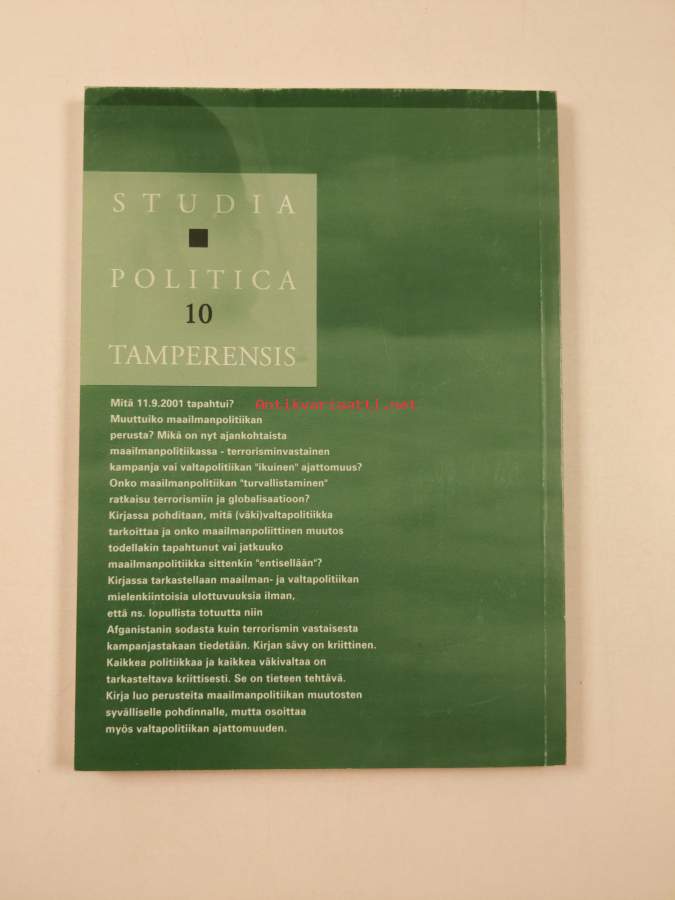 STUDIA
POLITICA
10
TAMPERENSIS
Mitä 11.9.2001 tapahtui?
Antikvariaatti.net
Muuttuiko maailmanpolitiikan
perusta? Mikä on nyt ajankohtaista
maailmanpolitiikassa - terrorisminvastainen
kampanja vai valtapolitiikan "ikuinen" ajattomuus?
Onko maailmanpolitiikan "turvallistaminen"
ratkaisu terrorismiin ja globalisaatioon?
Kirjassa pohditaan, mitä (väki)valtapolitiikka
tarkoittaa ja onko maailmanpoliittinen muutos
todellakin tapahtunut vai jatkuuko
maailmanpolitiikka sittenkin "entisellään"?
Kirjassa tarkastellaan maailman- ja valtapolitiikan
mielenkiintoisia ulottuvuuksia ilman,
että ns. lopullista totuutta niin
Afganistanin sodasta kuin terrorismin vastaisesta
kampanjastakaan tiedetään. Kirjan sävy on kriittinen.
Kaikkea politiikkaa ja kaikkea väkivaltaa on
tarkasteltava kriittisesti. Se on tieteen tehtävä.
Kirja luo perusteita maailmanpolitiikan muutosten
syvälliselle pohdinnalle, mutta osoittaa
myös valtapolitiikan ajattomuuden.